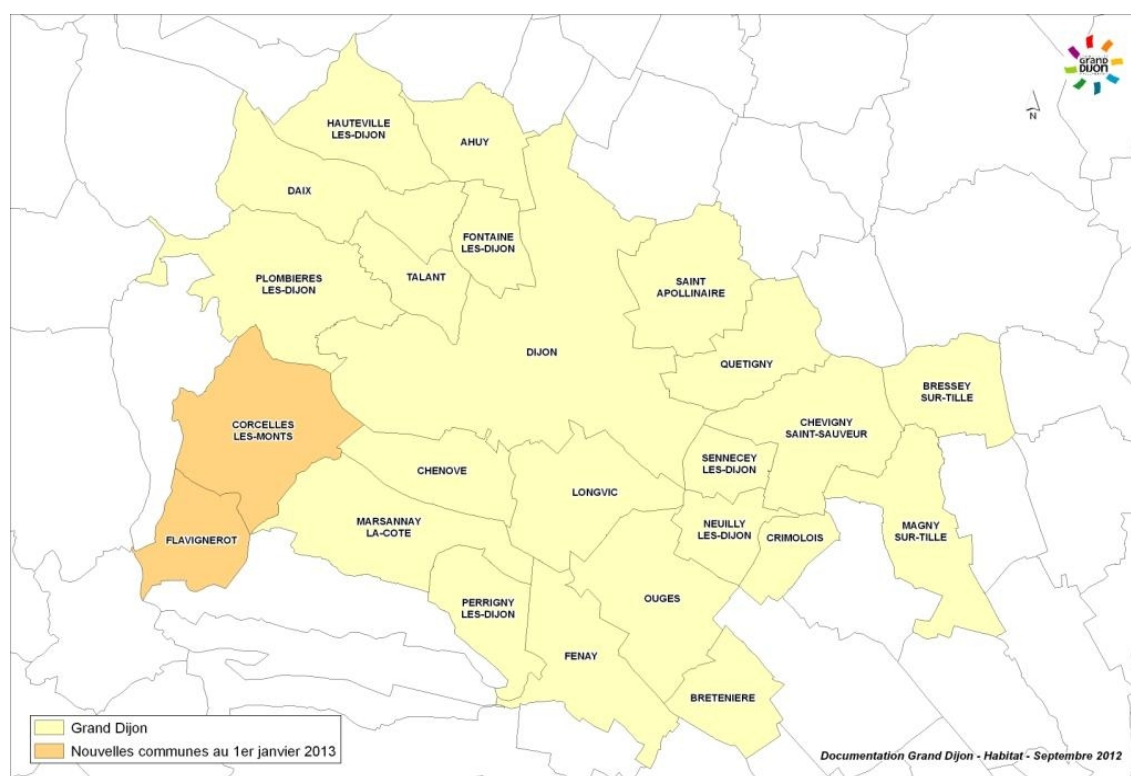 GRAND
DIJON
N
HAUTEVILLE
LES-DIJON
AHUY
DAIX
FONTAINE
LES-DIJON
TALANT
PLOMBIERES
LES-DIJON
SAINT
APOLLINAIRE
DIJON
QUETIGNY
BRESSEY
SUR-TILLE
CORCELLES
LES-MONTS
CHEVIGNY
SAINT-SAUVEUR
CHENOVE
SENNECEY
LES-DIJON
LONGVIC
MARSANNAY
LA-COTE
NEUILLY
LES-DIJON
CRIMOLOIS
MAGNY
SUR-TILLE
FLAVIGNEROT
PERRIGNY
LES-DIJON
OUGES
FENAY
BRETENIERE
Grand Dijon
Nouvelles communes au 1er janvier 2013
Documentation Grand Dijon - Habitat - Septembre 2012